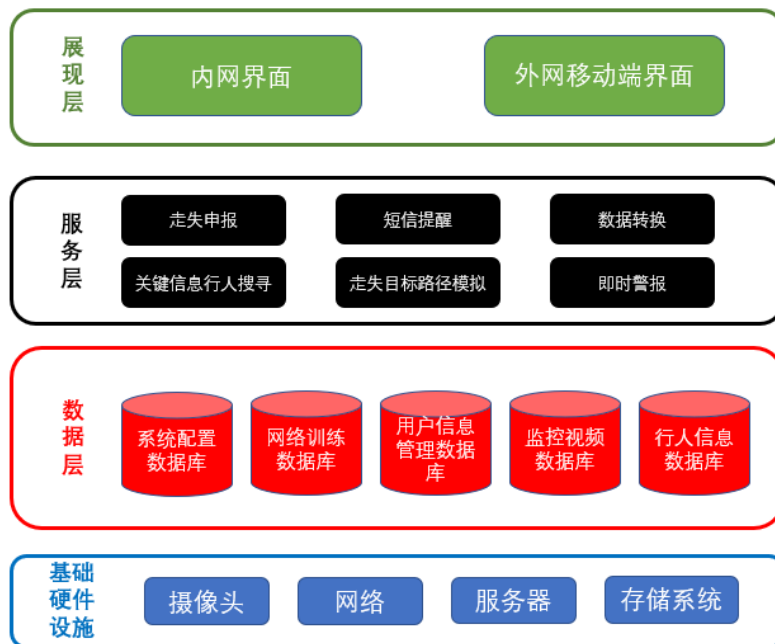 展
现
层
内网界面
外网移动端界面
服
务
层
走失申报
短信提醒
数据转换
关键信息行人搜寻
走失目标路径模拟
即时警报
数
据
层
系统配置
数据库
网络训练
数据库
用户信息
管理数据
库
监控视频
数据库
行人信息
数据库
基础
硬件
设施
摄像头
网络
服务器
存储系统